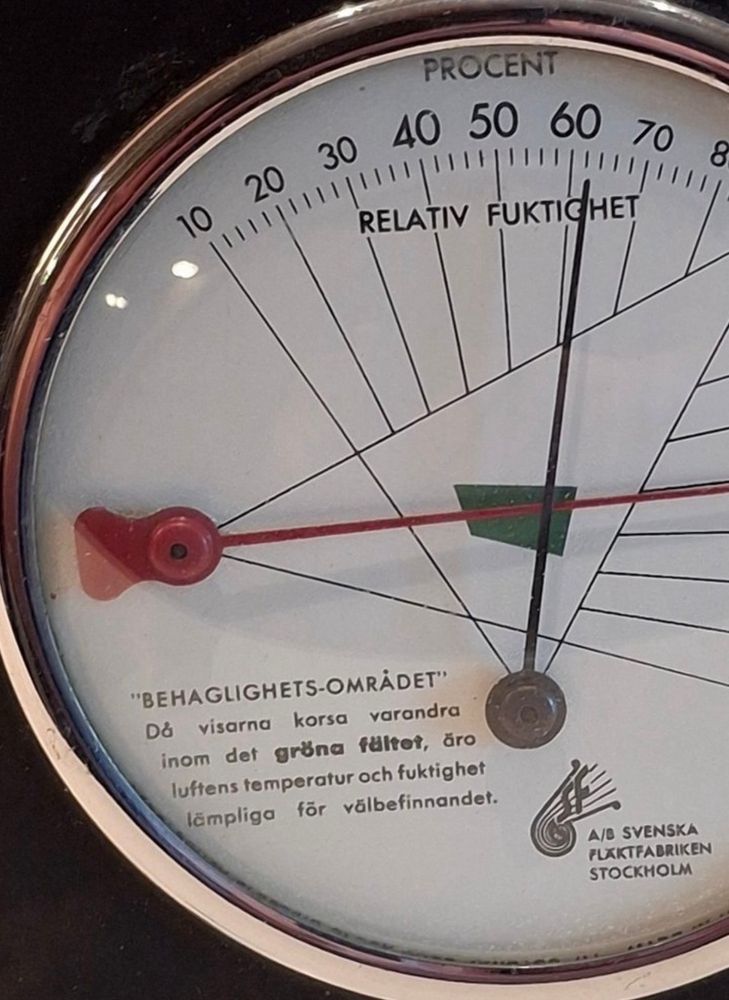 PROCENT
10 20 30 40 50 60 70
RELATIV FUKTIGHET
"BEHAGLIGHETS-OMRÅDET"
Då visarna korsa varandra
inom det gröna fältet, äro
luftens temperatur och fuktighet
lämpliga för välbefinnandet.
A/B SVENSKA
FLÄKTFABRIKEN
STOCKHOLM